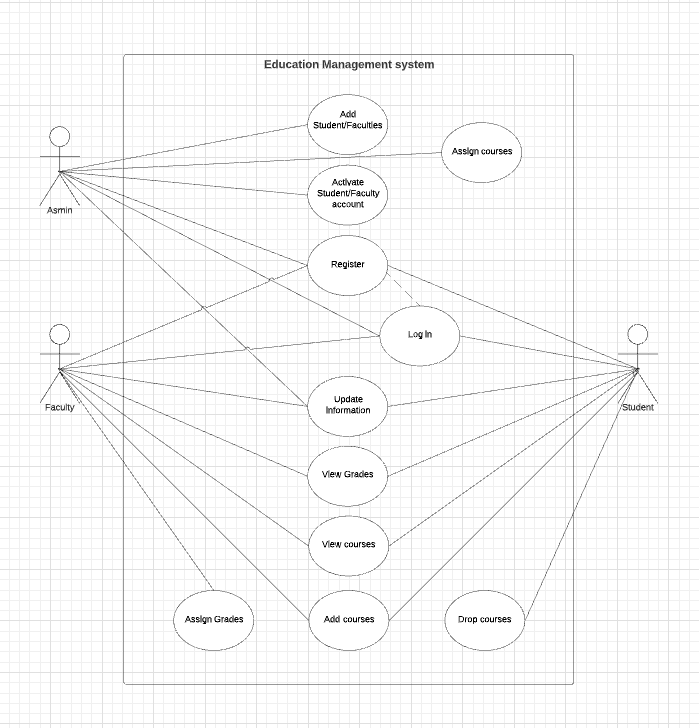 Education Management system
Add
Student/Faculties
Assign courses
Activate
Student/Faculty
account
Asmin
Register
Log In
Faculty
Update
Information
Student
View Grades
View courses
Assign Grades
Add courses
Drop courses